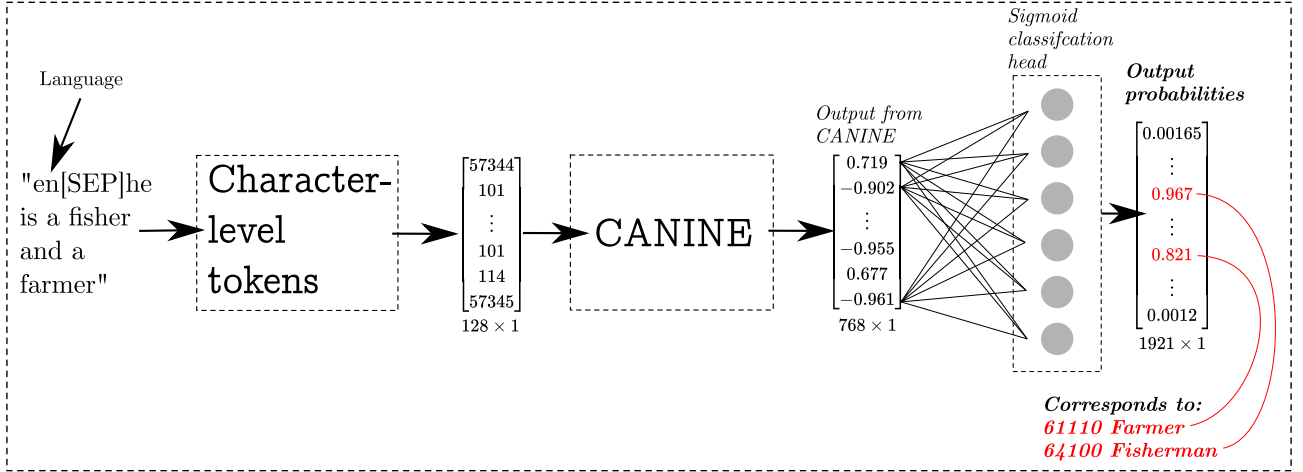 Language
"en[SEP]he
is a fisher
and a
farmer"
Character-
level
tokens
57344
101
⋮
101
114
57345
128 × 1
CANINE
Output from
CANINE
0.719
−0.902
⋮
−0.955
0.677
−0.961
768 × 1
Sigmoid
classifcation
head
Output
probabilities
0.00165
⋮
0.967
⋮
0.821
⋮
0.0012
1921 × 1
Corresponds to:
61110 Farmer
64100 Fisherman